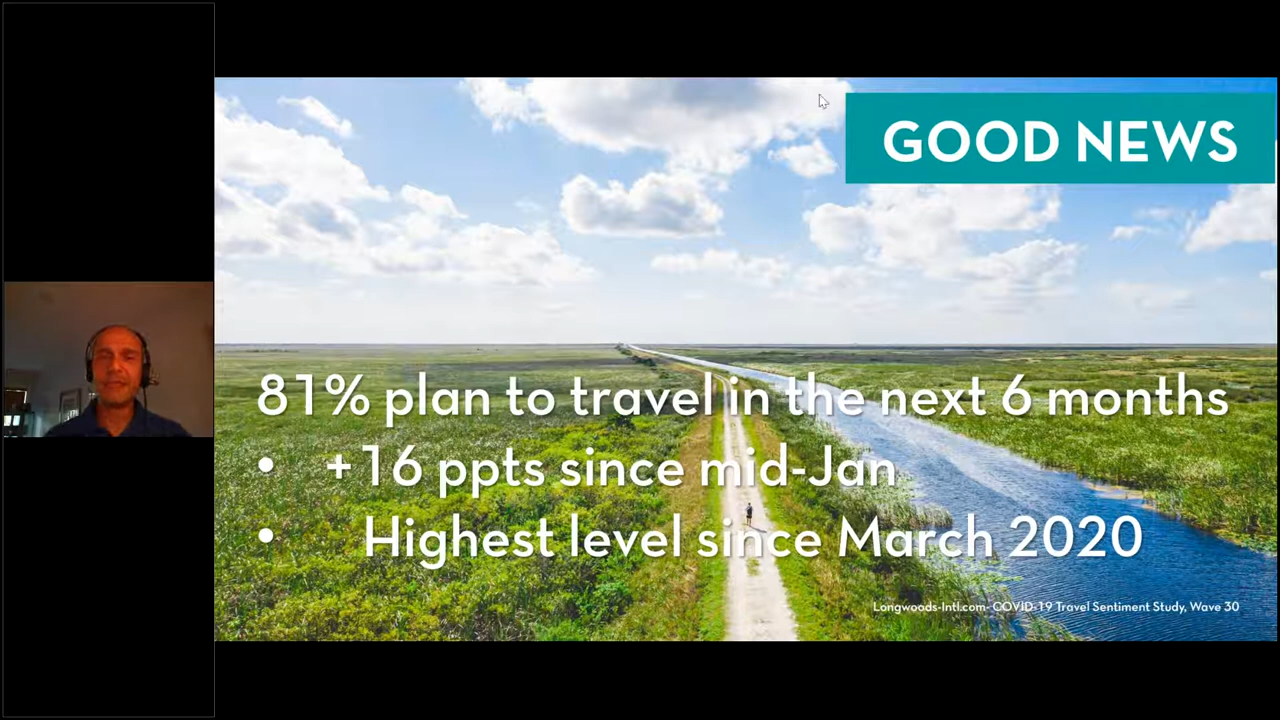 GOOD NEWS
81% plan to travel in the next 6 months
• +16 ppts since mid-Jan
• Highest level since March 2020
Longwoods-Intl.com- COVID-19 Travel Sentiment Study, Wave 30